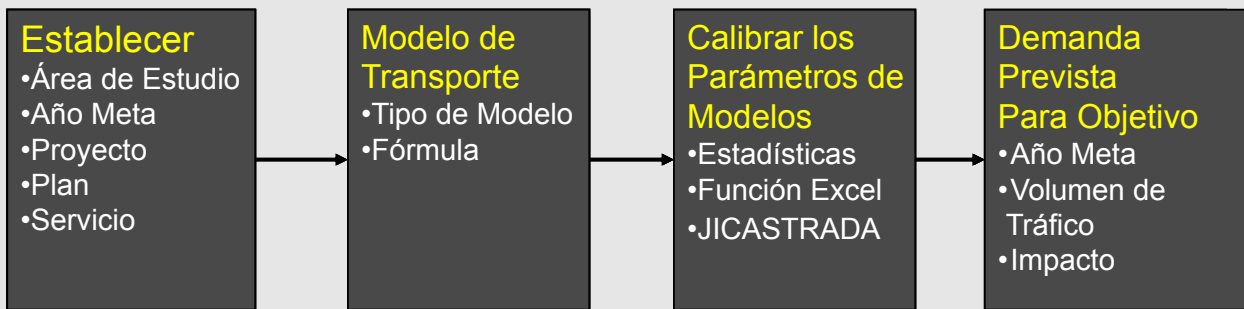 Establecer
•Área de Estudio
•Año Meta
•Proyecto
•Plan
•Servicio
Modelo de
Transporte
•Tipo de Modelo
•Fórmula
Calibrar los
Parámetros de
Modelos
•Estadísticas
•Función Excel
•JICASTRADA
Demanda
Prevista
Para Objetivo
•Año Meta
•Volumen de
Tráfico
•Impacto